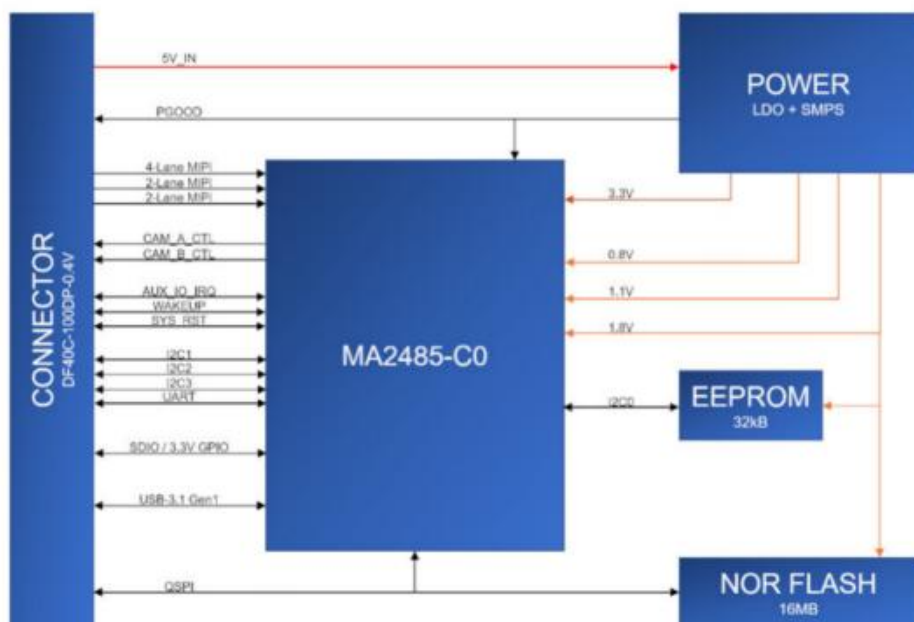 CONNECTOR
DF40C-100DP-0.4V
5V_IN
PGOOD
4-Lane MIPI
2-Lane MIPI
2-Lane MIPI
CAM_A_CTL
CAM_B_CTL
AUX_IO_IRQ
WAKEUP
SYS_RST
I2C1
I2C2
I2C3
UART
SDIO / 3.3V GPIO
USB-3.1 Gen1
QSPI
MA2485-C0
POWER
LDO + SMPS
3.3V
0.8V
1.1V
1.8V
I2C0
EEPROM
32kB
NOR FLASH
16MB